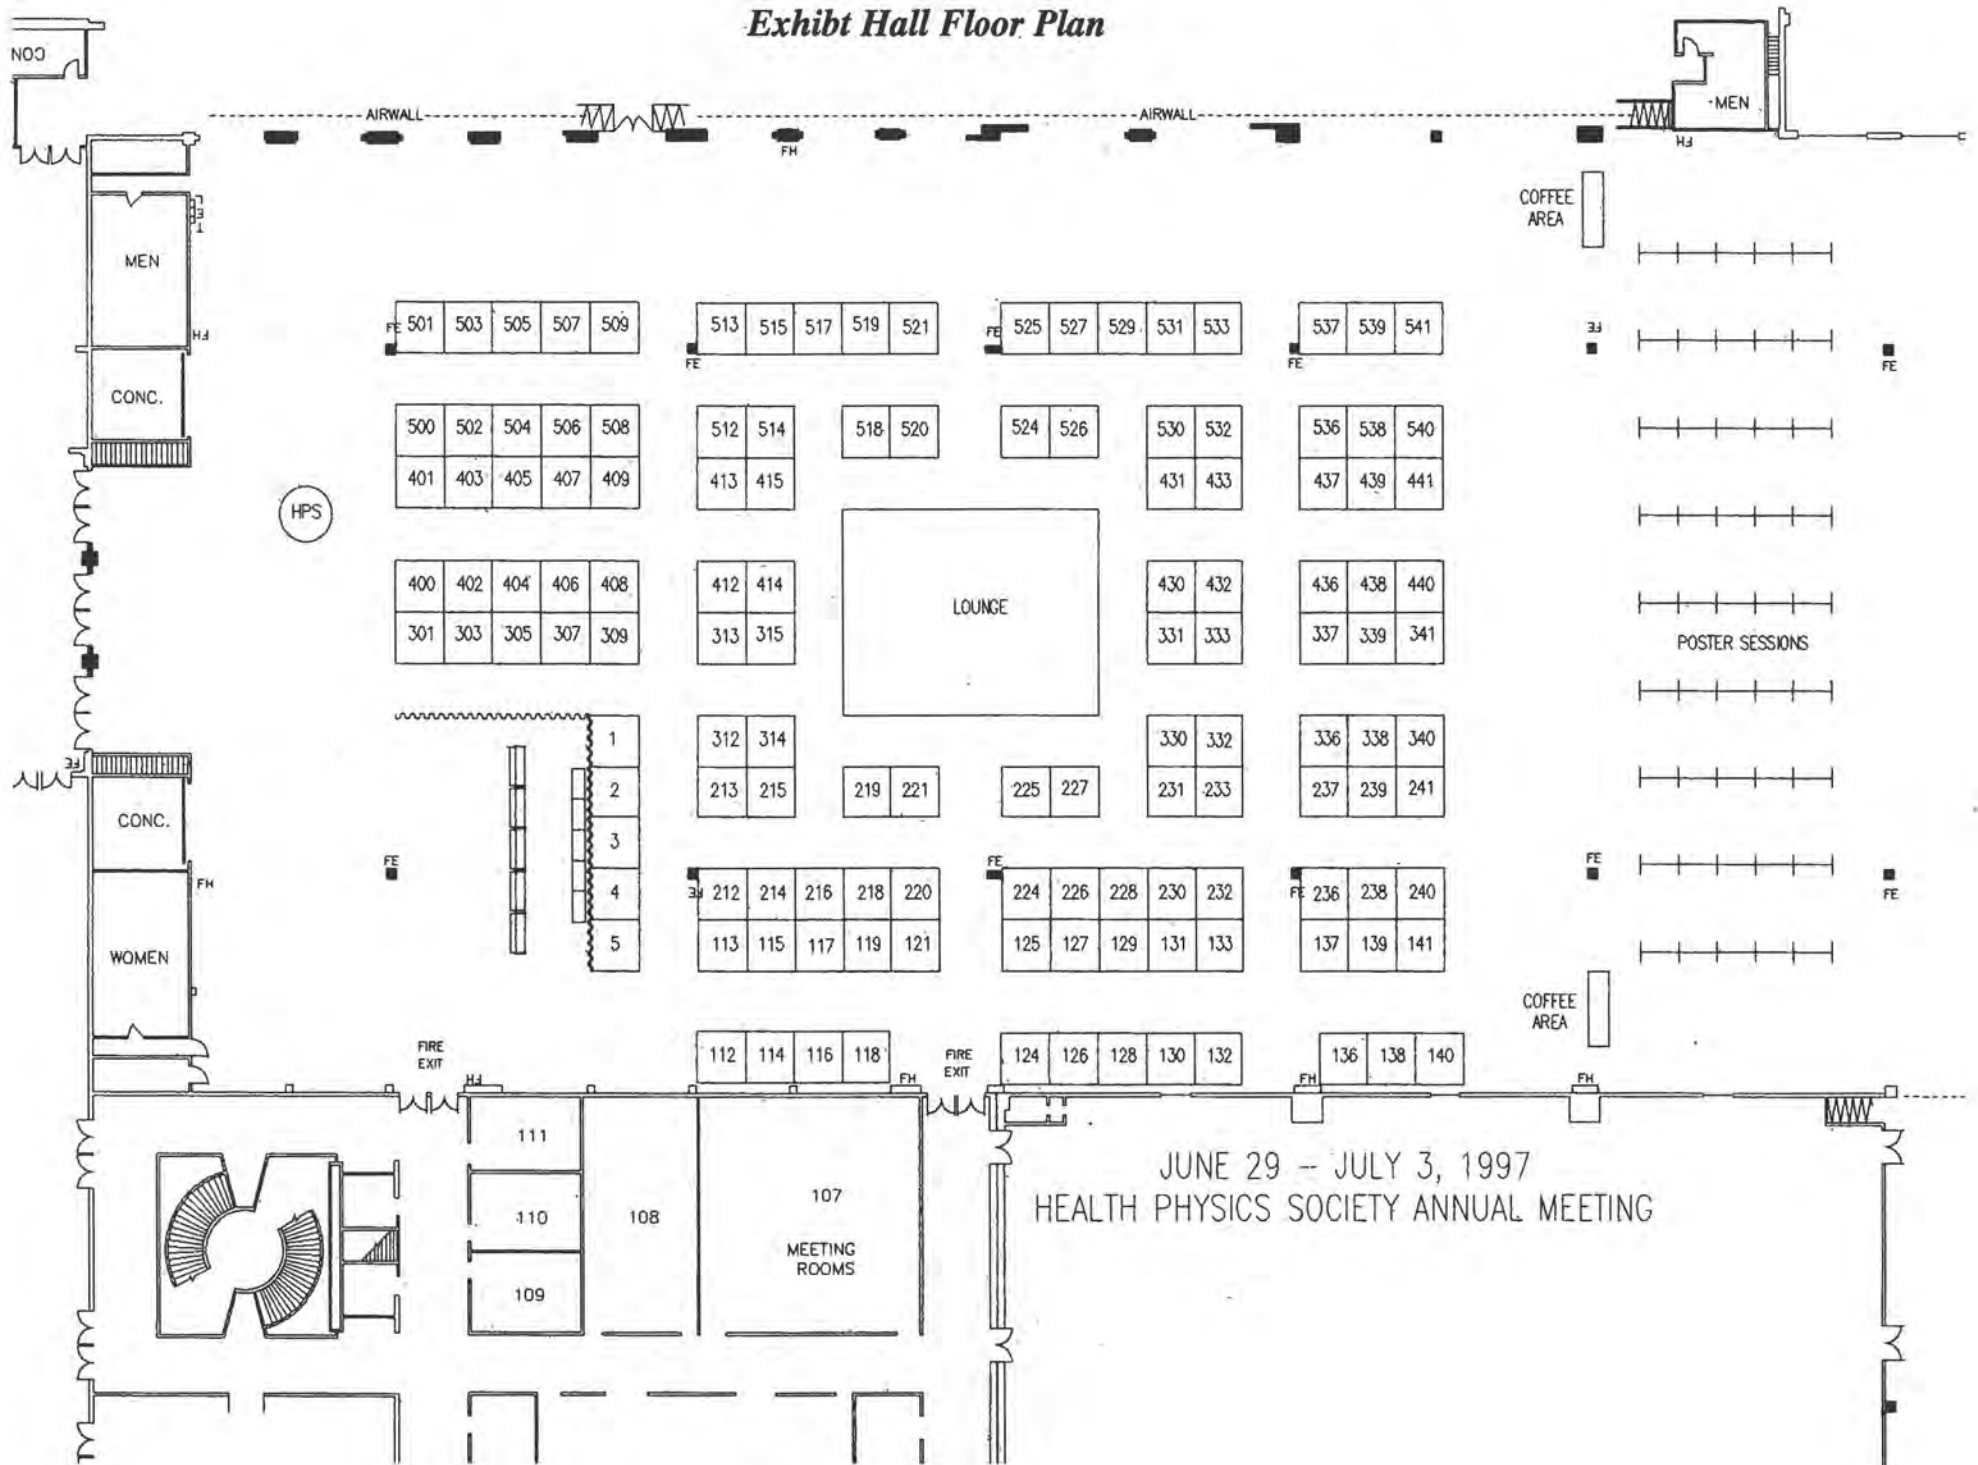 Exhibt Hall Floor Plan
CON
AIRWALL
AIRWALL
MEN
FH
FH
COFFEE
AREA
TEL
MEN
FH
FE 501 503 505 507 509
513 515 517 519 521
FE
FE 525 527 529 531 533
537 539 541
FE
FE
FE
CONC.
500 502 504 506 508
512 514
518 520
524 526
530 532
536 538 540
401 403 405 407 409
413 415
431 433
437 439 441
HPS
400 402 404 406 408
412 414
430 432
436 438 440
LOUNGE
301 303 305 307 309
313 315
331 333
337 339 341
POSTER SESSIONS
1
312 314
330 332
336 338 340
FE
2
213 215
219 221
225 227
231 233
237 239 241
CONC.
3
FE
FE
FE
FH
4
FE 212 214 216 218 220
224 226 228 230 232
FE 236 238 240
FE
5
113 115 117 119 121
125 127 129 131 133
137 139 141
WOMEN
COFFEE
AREA
FIRE
EXIT
112 114 116 118
FIRE
EXIT
124 126 128 130 132
136 138 140
FH
FH
FH
FH
111
110
109
108
107
MEETING
ROOMS
JUNE 29 – JULY 3, 1997
HEALTH PHYSICS SOCIETY ANNUAL MEETING